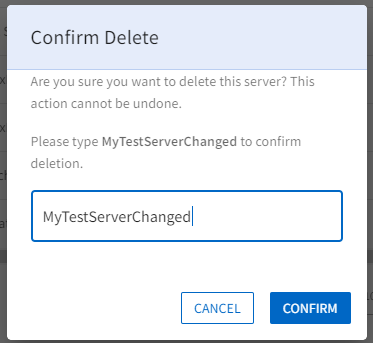 Confirm Delete
Are you sure you want to delete this server? This
action cannot be undone.
Please type MyTestServerChanged to confirm
deletion.
MyTestServerChanged
CANCEL CONFIRM